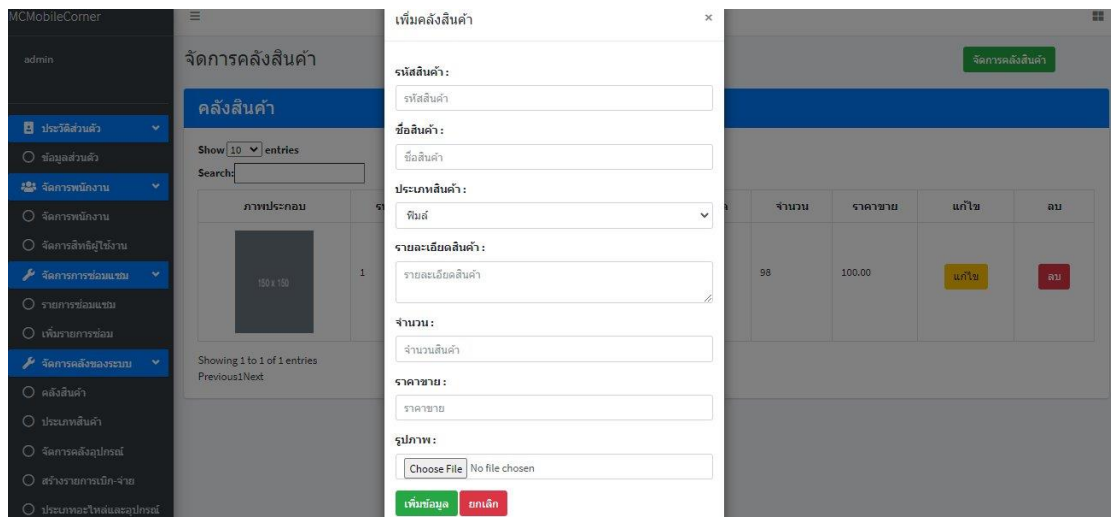 MCMobileCorner
admin
ประวัติส่วนตัว
ข้อมูลส่วนตัว
จัดการพนักงาน
จัดการพนักงาน
จัดการสิทธิผู้ใช้งาน
จัดการการซ่อมแซม
รายการซ่อมแซม
เพิ่มรายการซ่อม
จัดการคลังของระบบ
คลังสินค้า
ประเภทสินค้า
จัดการคลังอุปกรณ์
สร้างรายการเบิก-จ่าย
ประเภทอะไหล่และอุปกรณ์
จัดการคลังสินค้า
จัดการคลังสินค้า
คลังสินค้า
Show 10 entries
Search:
ภาพประกอบ จำนวน ราคาขาย แก้ไข ลบ
150 x 150 1 98 100.00 แก้ไข ลบ
Showing 1 to 1 of 1 entries
Previous1Next
เพิ่มคลังสินค้า ×
รหัสสินค้า :
รหัสสินค้า
ชื่อสินค้า :
ชื่อสินค้า
ประเภทสินค้า :
ฟิมล์
รายละเอียดสินค้า :
รายละเอียดสินค้า
จำนวน :
จำนวนสินค้า
ราคาขาย :
ราคาขาย
รูปภาพ :
Choose File No file chosen
เพิ่มข้อมูล ยกเลิก